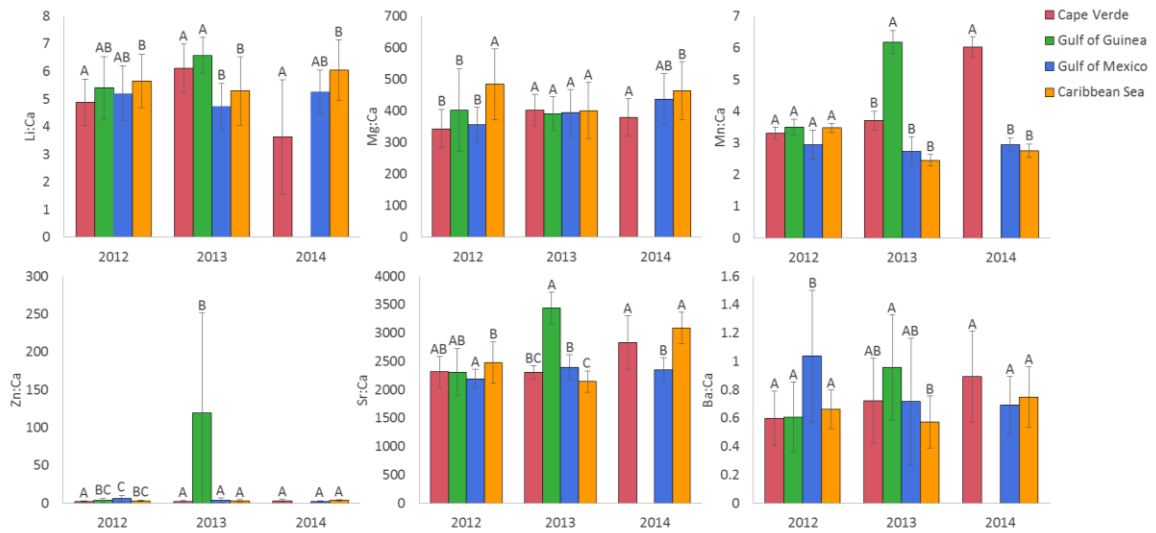 Li:Ca
8
7
6
5
4
3
2
1
0
A AB AB B
A A B B
A AB B
2012 2013 2014
Mg:Ca
700
600
500
400
300
200
100
0
B B B A
A A A A
A AB B
2012 2013 2014
Mn:Ca
7
6
5
4
3
2
1
0
A A A A
B A B B
A B B
2012 2013 2014
Cape Verde
Gulf of Guinea
Gulf of Mexico
Caribbean Sea
Zn:Ca
300
250
200
150
100
50
0
A BC C BC
A B A A
A A A
2012 2013 2014
Sr:Ca
4000
3500
3000
2500
2000
1500
1000
500
0
AB AB A B
BC A B C
A B A
2012 2013 2014
Ba:Ca
1.6
1.4
1.2
1
0.8
0.6
0.4
0.2
0
A A B A
AB A AB B
A A A
2012 2013 2014